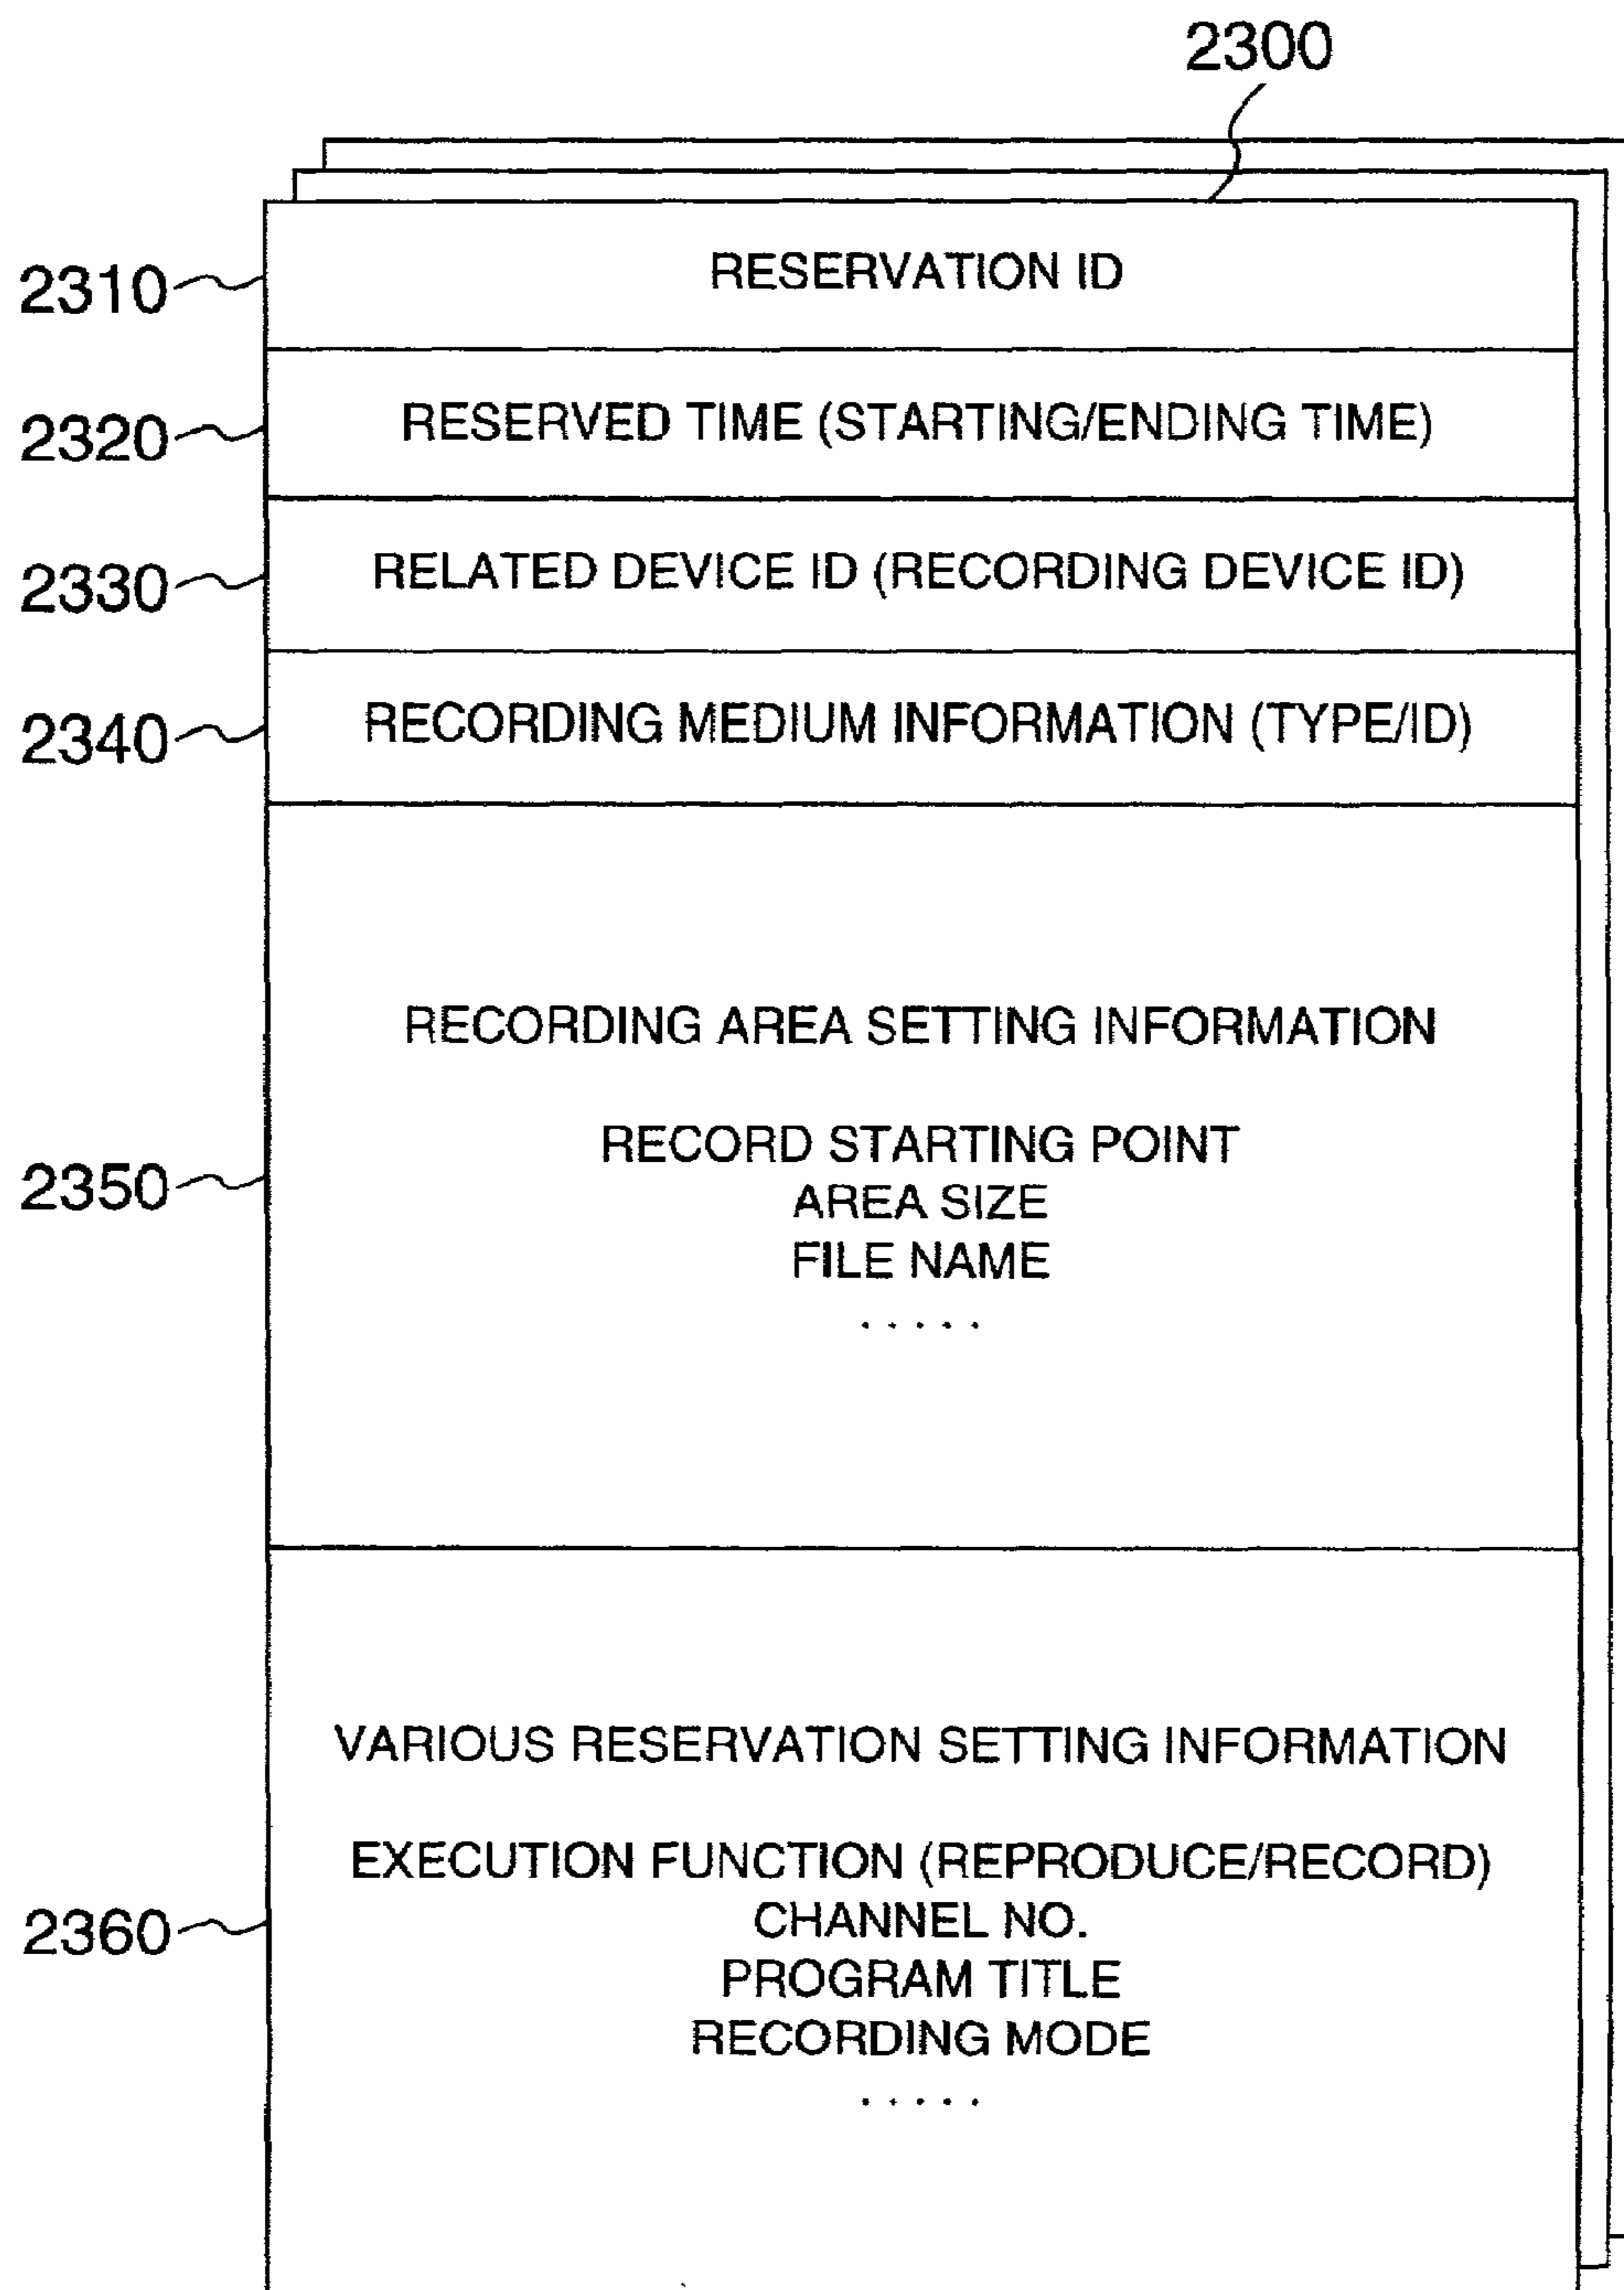 2300
2310 RESERVATION ID
2320 RESERVED TIME (STARTING/ENDING TIME)
2330 RELATED DEVICE ID (RECORDING DEVICE ID)
2340 RECORDING MEDIUM INFORMATION (TYPE/ID)
RECORDING AREA SETTING INFORMATION
RECORD STARTING POINT
2350 AREA SIZE
FILE NAME
.....
VARIOUS RESERVATION SETTING INFORMATION
EXECUTION FUNCTION (REPRODUCE/RECORD)
2360 CHANNEL NO.
PROGRAM TITLE
RECORDING MODE
.....